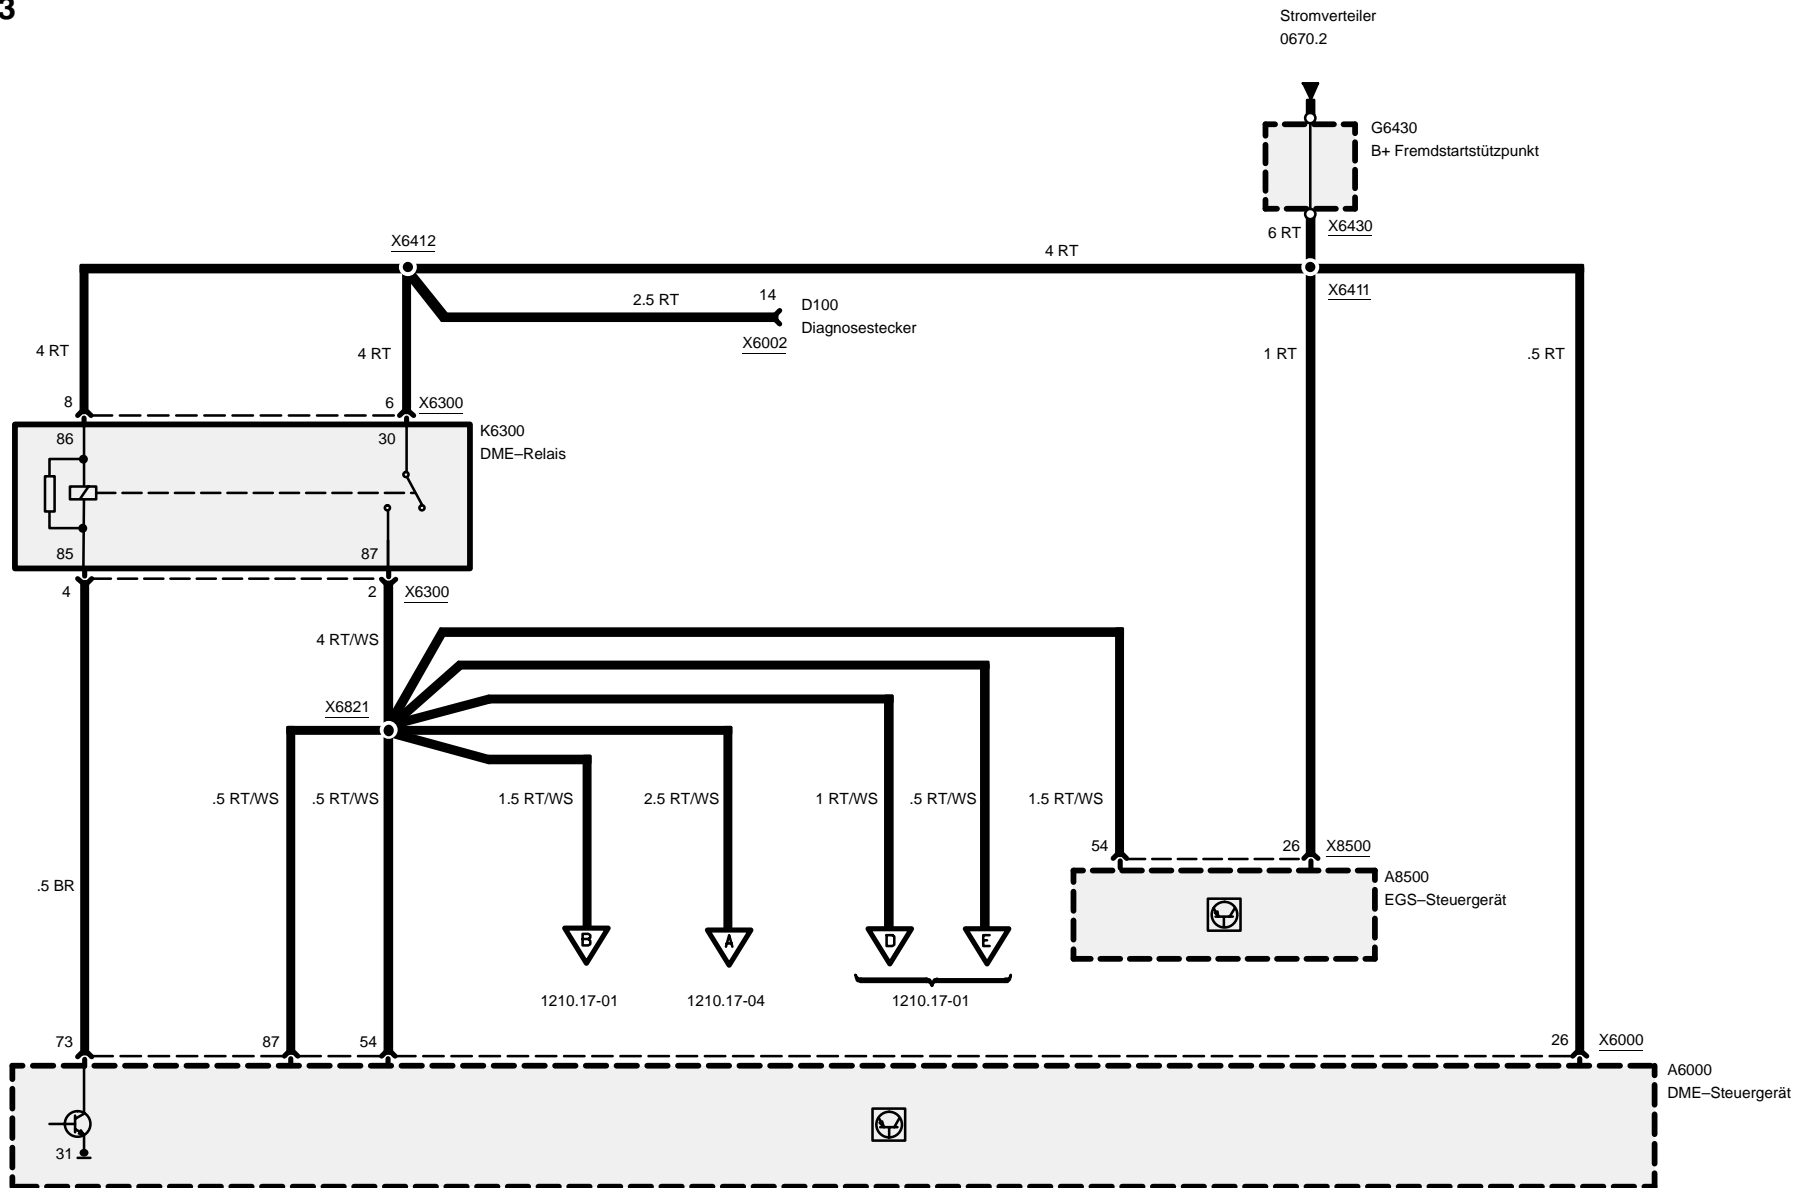 3
Stromverteiler
0670.2
G6430
B+ Fremdstartstützpunkt
X6430
6 RT
X6412
4 RT
X6411
2.5 RT
14
D100
Diagnosestecker
X6002
4 RT
4 RT
1 RT
.5 RT
8
6
X6300
86
30
K6300
DME–Relais
85
87
4
2
X6300
4 RT/WS
X6821
.5 RT/WS
.5 RT/WS
1.5 RT/WS
2.5 RT/WS
1 RT/WS
.5 RT/WS
1.5 RT/WS
54
26
X8500
A8500
EGS–Steuergerät
.5 BR
B
A
D
E
1210.17-01
1210.17-04
1210.17-01
73
87
54
26
X6000
A6000
DME–Steuergerät
31